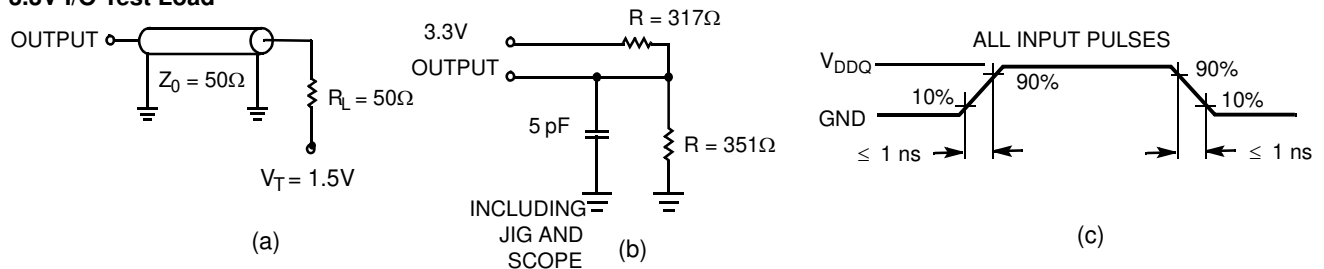 3.3V I/O Test Load
OUTPUT
Z0 = 50Ω
RL = 50Ω
VT = 1.5V
(a)
3.3V
OUTPUT
R = 317Ω
5 pF
R = 351Ω
INCLUDING
JIG AND
SCOPE
(b)
ALL INPUT PULSES
VDDQ
GND
10%
90%
90%
10%
≤ 1 ns
≤ 1 ns
(c)